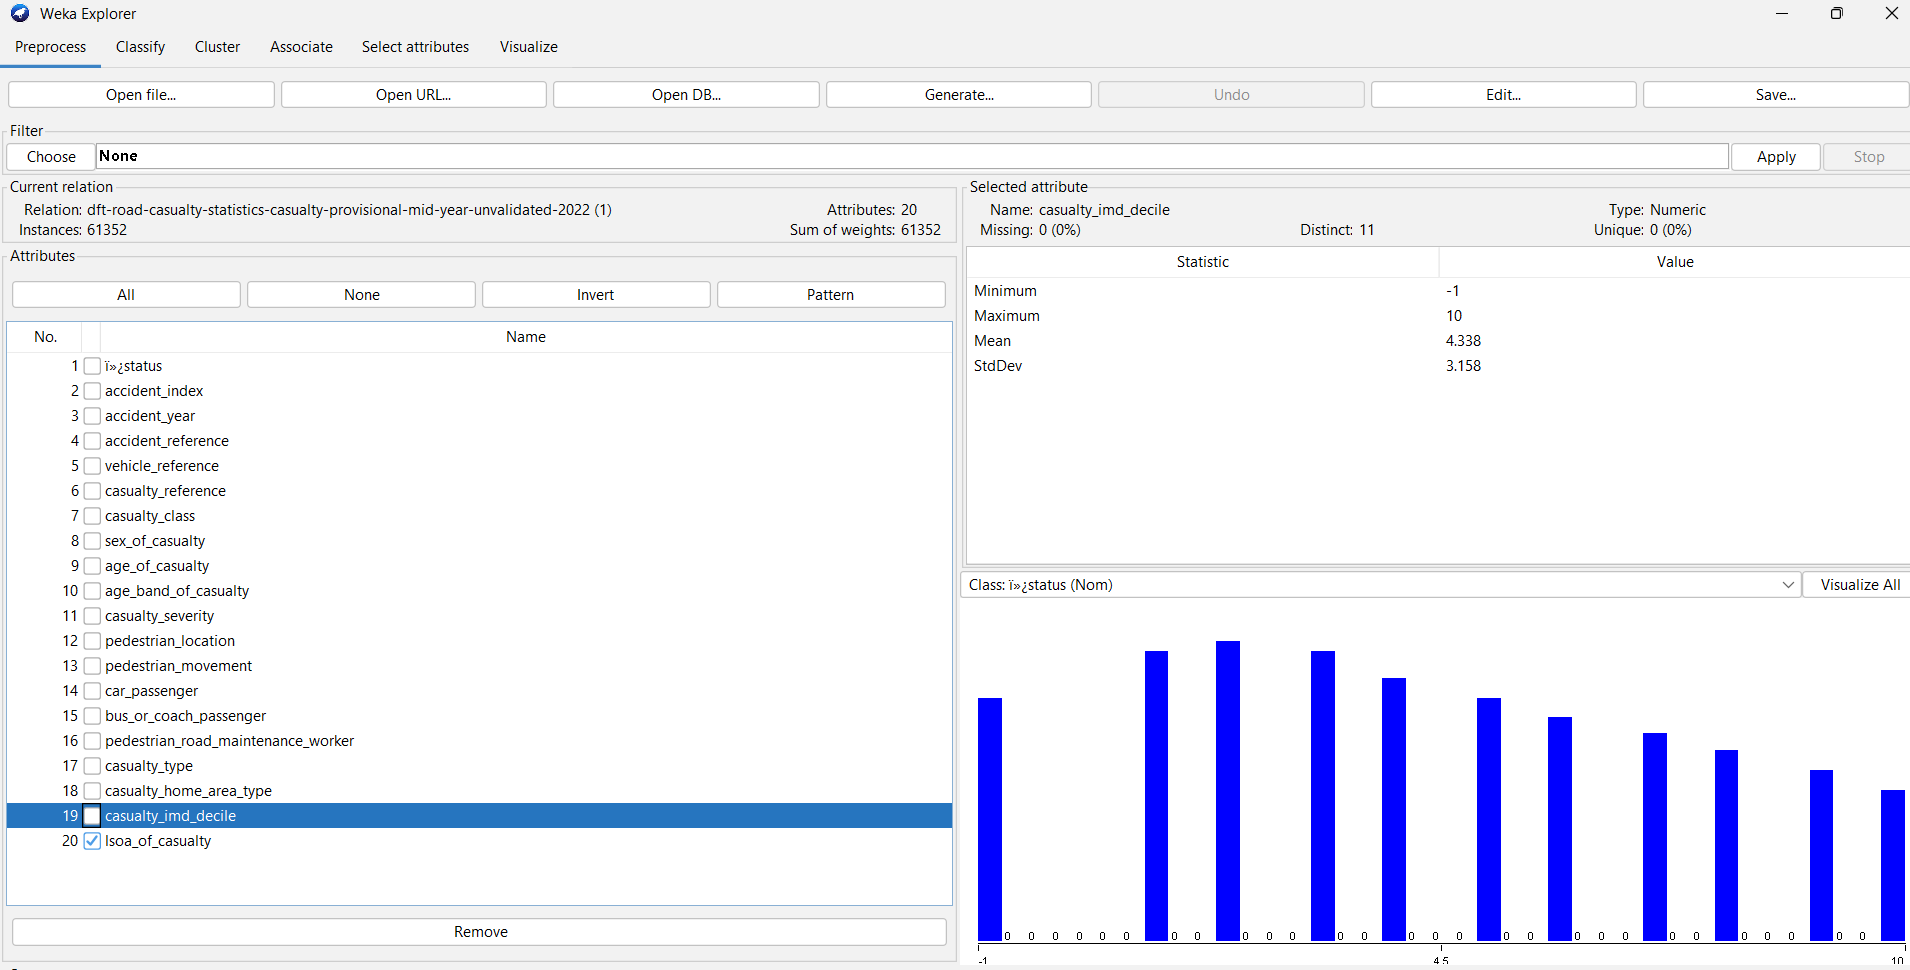 Weka Explorer
Preprocess Classify Cluster Associate Select attributes Visualize
Open file... Open URL... Open DB... Generate... Undo Edit... Save...
Filter
Choose None Apply Stop
Current relation
Relation: dft-road-casualty-statistics-casualty-provisional-mid-year-unvalidated-2022 (1) Attributes: 20
Instances: 61352 Sum of weights: 61352
Attributes
All None Invert Pattern
No. Name
1 ï»¿status
2 accident_index
3 accident_year
4 accident_reference
5 vehicle_reference
6 casualty_reference
7 casualty_class
8 sex_of_casualty
9 age_of_casualty
10 age_band_of_casualty
11 casualty_severity
12 pedestrian_location
13 pedestrian_movement
14 car_passenger
15 bus_or_coach_passenger
16 pedestrian_road_maintenance_worker
17 casualty_type
18 casualty_home_area_type
19 casualty_imd_decile
20 lsoa_of_casualty
Remove
Selected attribute
Name: casualty_imd_decile Type: Numeric
Missing: 0 (0%) Distinct: 11 Unique: 0 (0%)
Statistic Value
Minimum -1
Maximum 10
Mean 4.338
StdDev 3.158
Class: ï»¿status (Nom) Visualize All
0 0 0 0 0 0 0 0 0 0 0 0 0 0 0 0 0 0 0 0 0 0 0 0 0 0 0 0
-1 4.5 10